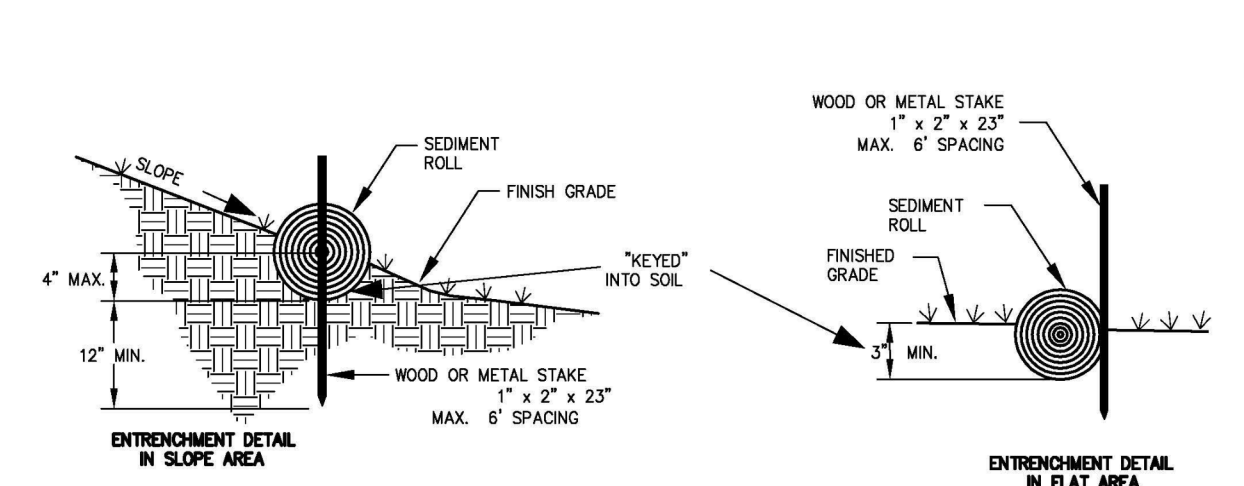 SLOPE
SEDIMENT
ROLL
FINISH GRADE
4" MAX.
12" MIN.
"KEYED"
INTO SOIL
WOOD OR METAL STAKE
1" x 2" x 23"
MAX. 6' SPACING
ENTRENCHMENT DETAIL
IN SLOPE AREA
WOOD OR METAL STAKE
1" x 2" x 23"
MAX. 6' SPACING
SEDIMENT
ROLL
FINISHED
GRADE
3" MIN.
ENTRENCHMENT DETAIL
IN FLAT AREA